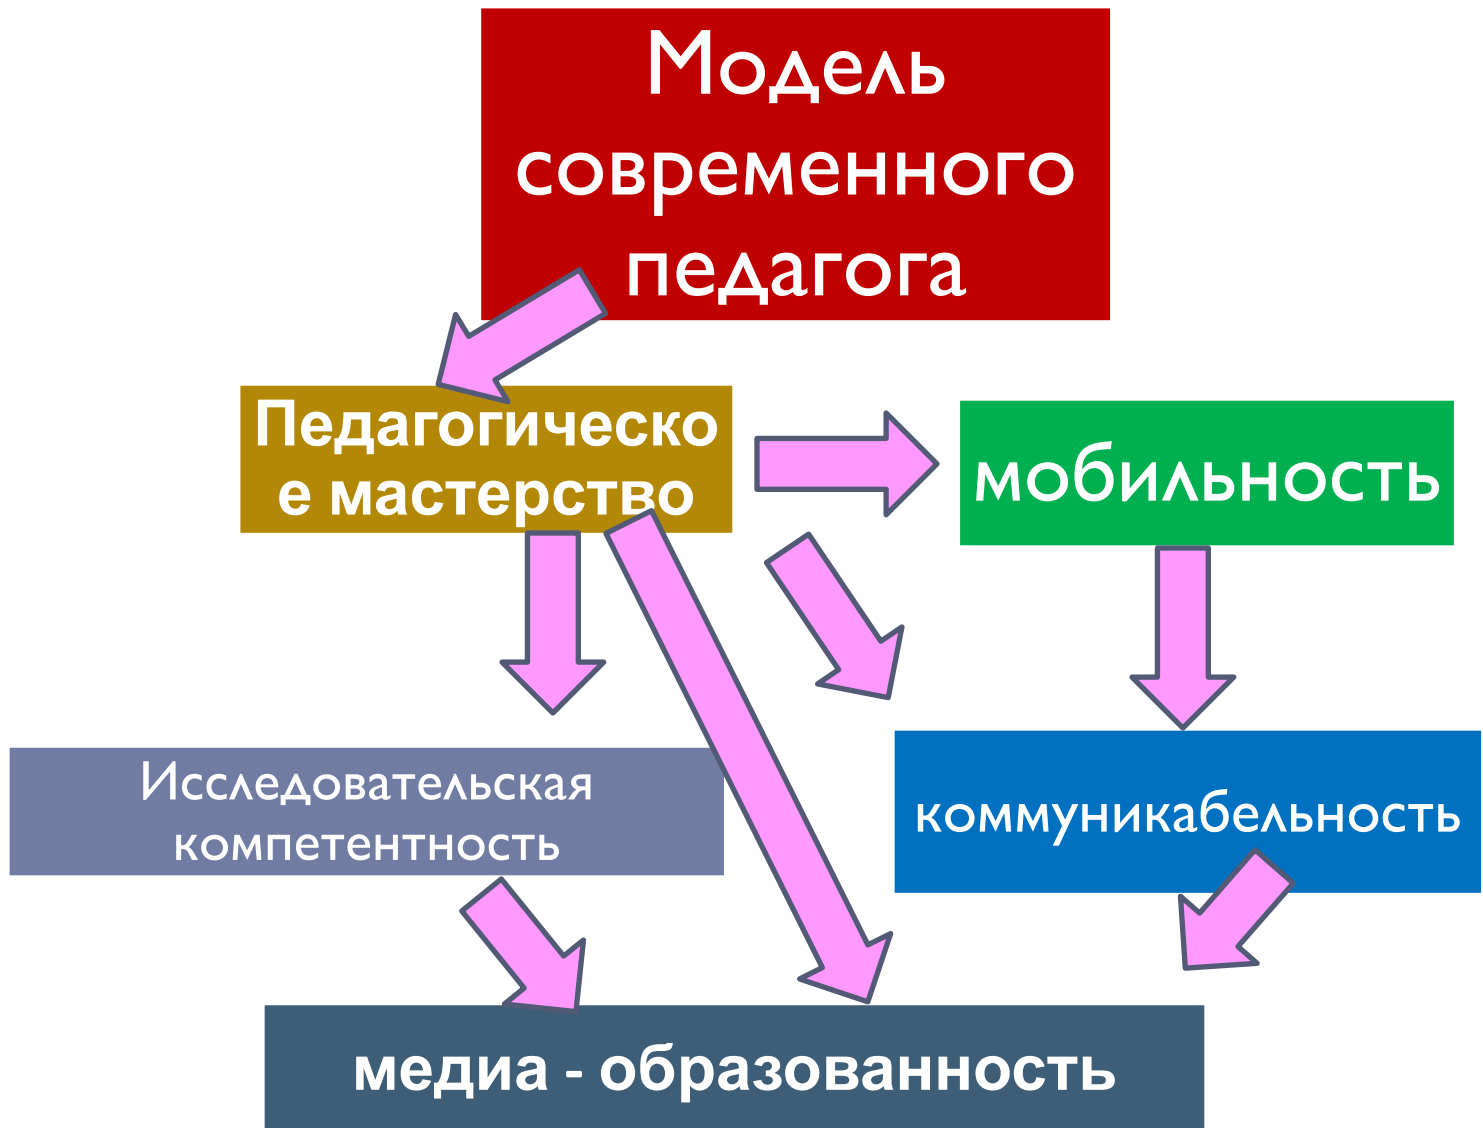 Модель
современного
педагога
Педагогическо
е мастерство
мобильность
Исследовательская
компетентность
коммуникабельность
медиа - образованность